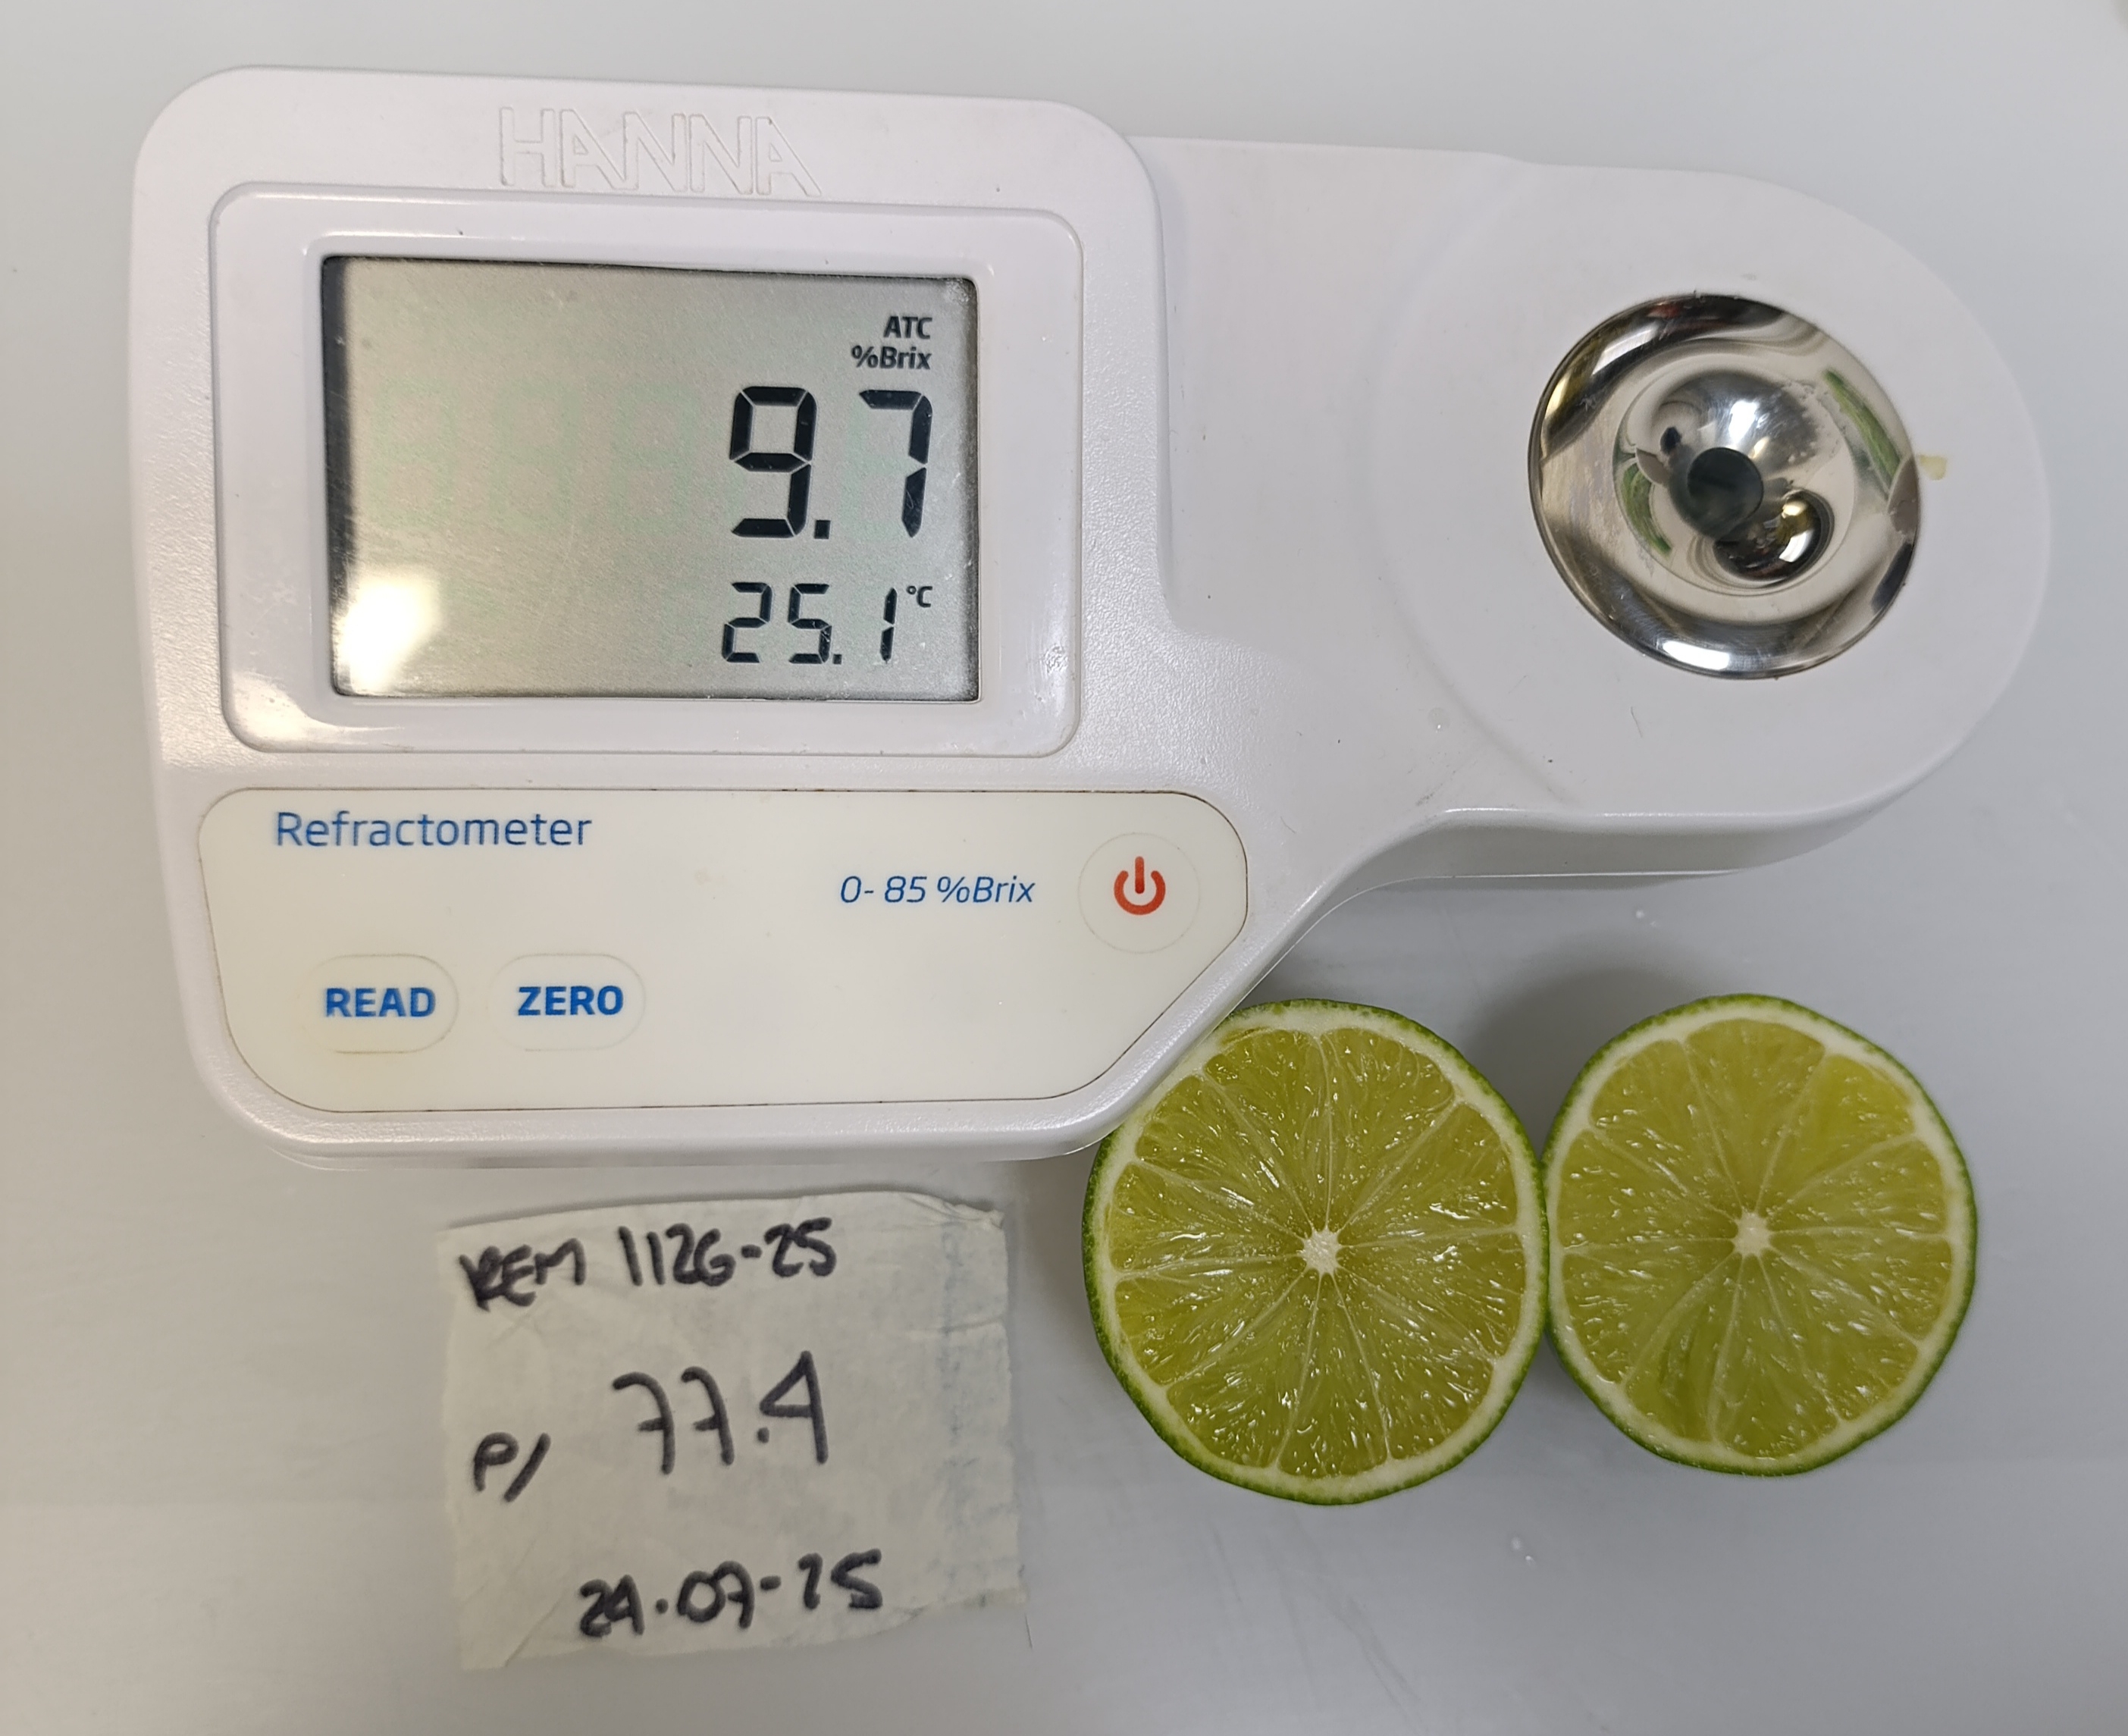 HANNA
ATC
%Brix
9.7
25.1 °C
Refractometer
0-85 %Brix
READ ZERO
REM 1126-25
P/ 77.4
24.07-25